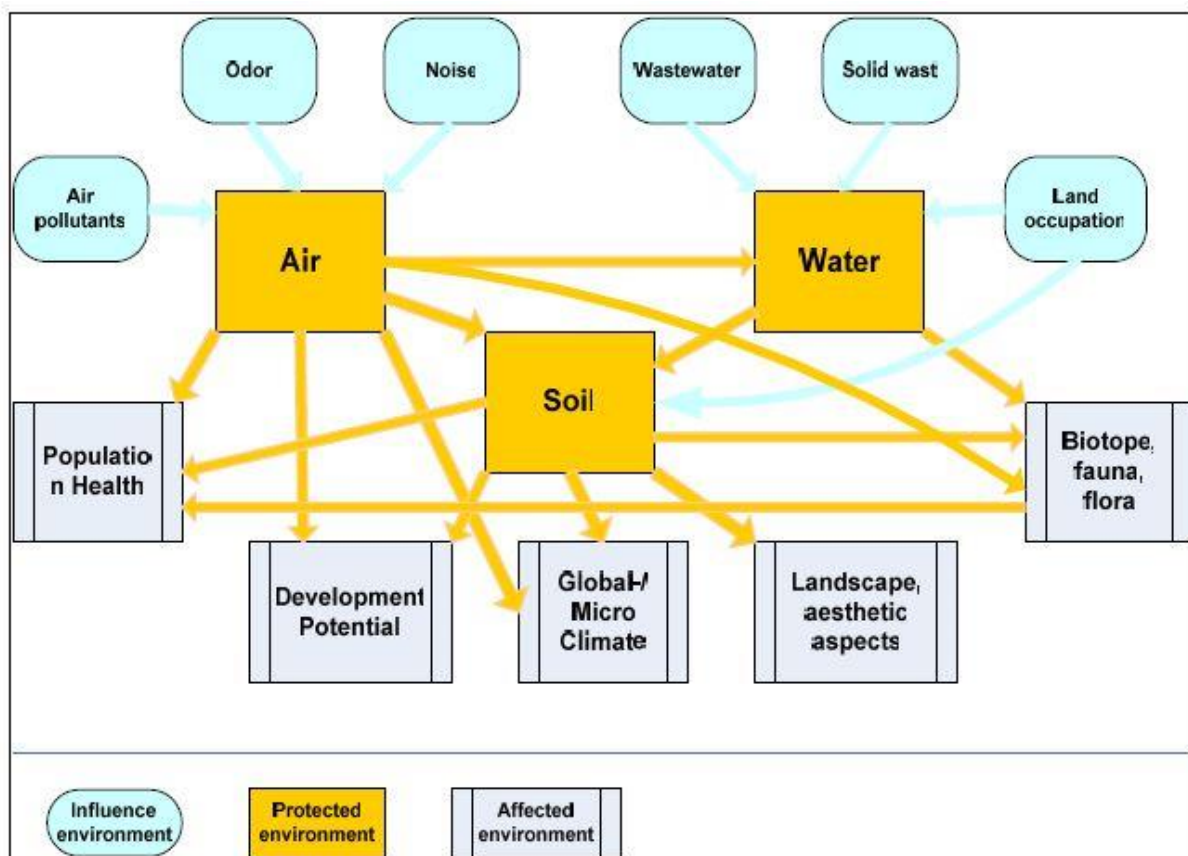 Odor
Noise
Wastewater
Solid wast
Air
pollutants
Land
occupation
Air
Water
Soil
Populatio
n Health
Biotope,
fauna,
flora
Development
Potential
Global-/
Micro
Climate
Landscape,
aesthetic
aspects
Influence
environment
Protected
environment
Affected
environment